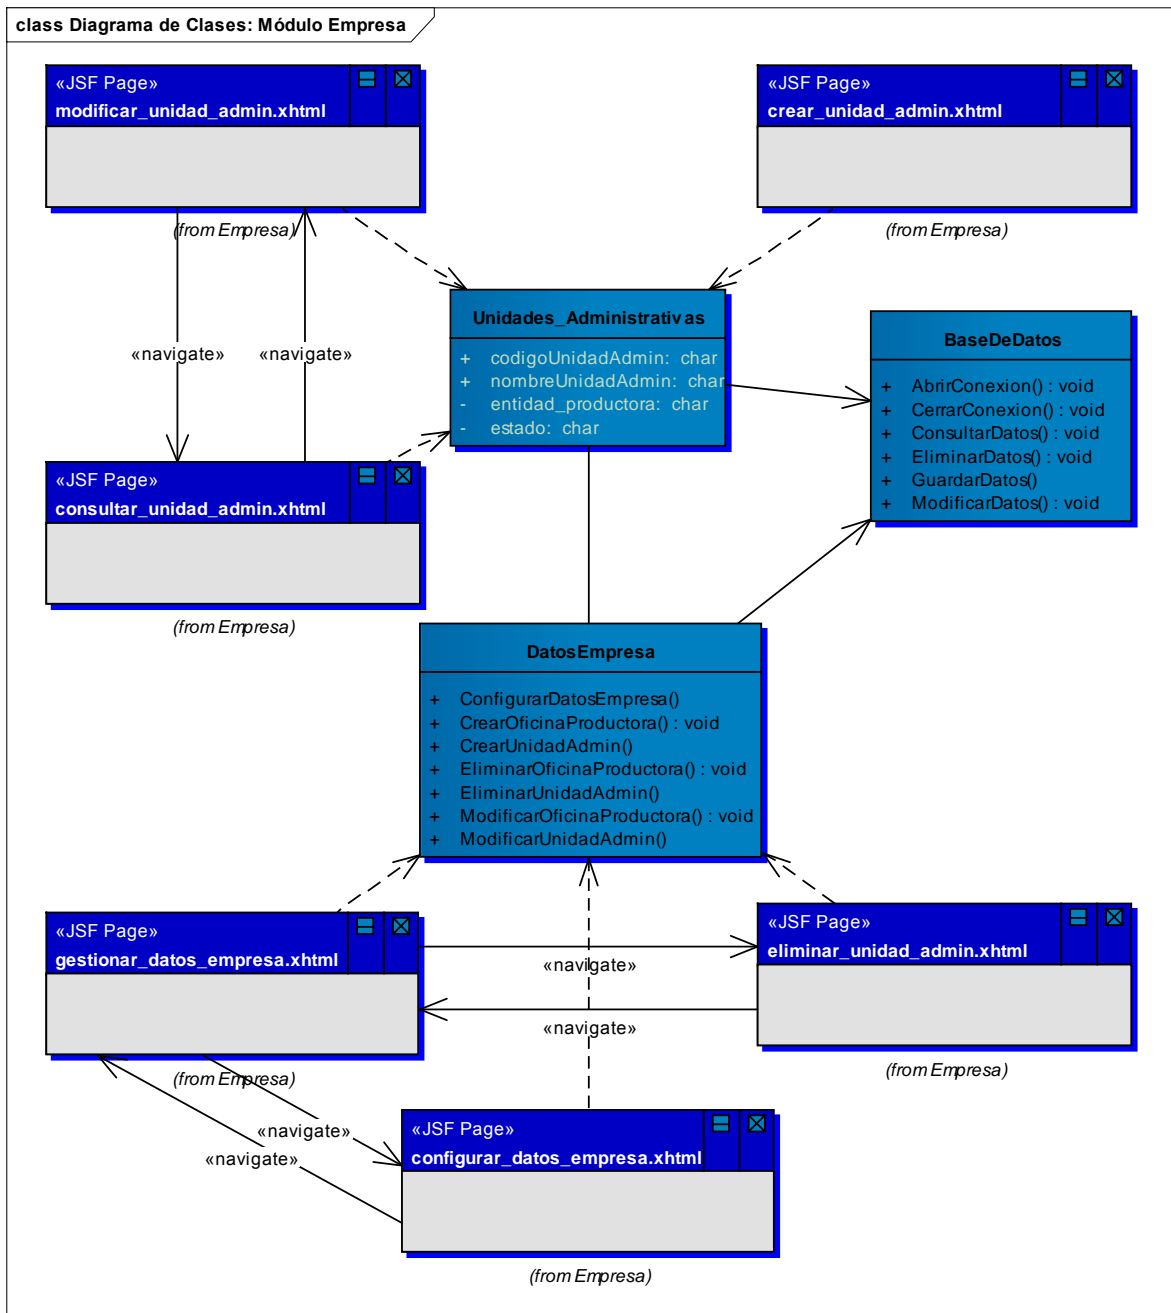 class Diagrama de Clases: Módulo Empresa
«JSF Page»
modificar_unidad_admin.xhtml
(from Empresa)
«JSF Page»
crear_unidad_admin.xhtml
(from Empresa)
«navigate»
«navigate»
Unidades_Administrativas
+ codigoUnidadAdmin: char
+ nombreUnidadAdmin: char
- entidad_productora: char
- estado: char
BaseDeDatos
+ AbrirConexion() : void
+ CerrarConexion() : void
+ ConsultarDatos() : void
+ EliminarDatos() : void
+ GuardarDatos()
+ ModificarDatos() : void
«JSF Page»
consultar_unidad_admin.xhtml
(from Empresa)
DatosEmpresa
+ ConfigurarDatosEmpresa()
+ CrearOficinaProductora() : void
+ CrearUnidadAdmin()
+ EliminarOficinaProductora() : void
+ EliminarUnidadAdmin()
+ ModificarOficinaProductora() : void
+ ModificarUnidadAdmin()
«JSF Page»
gestionar_datos_empresa.xhtml
(from Empresa)
«navigate»
«navigate»
«JSF Page»
eliminar_unidad_admin.xhtml
(from Empresa)
«navigate»
«navigate»
«JSF Page»
configurar_datos_empresa.xhtml
(from Empresa)